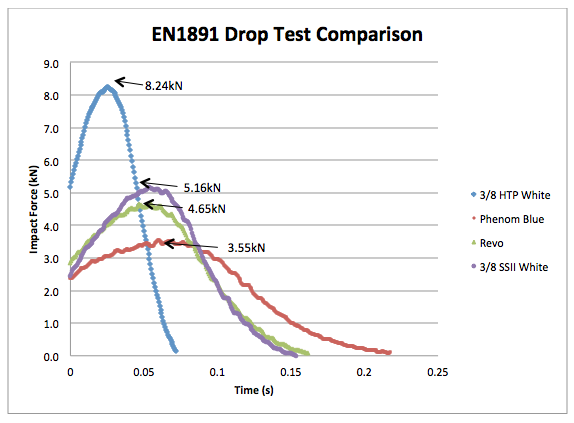 EN1891 Drop Test Comparison
9.0
8.0
7.0
6.0
5.0
4.0
3.0
2.0
1.0
0.0
Impact Force (kN)
8.24kN
5.16kN
4.65kN
3.55kN
3/8 HTP White
Phenom Blue
Revo
3/8 SSII White
0
0.05
0.1
0.15
0.2
0.25
Time (s)